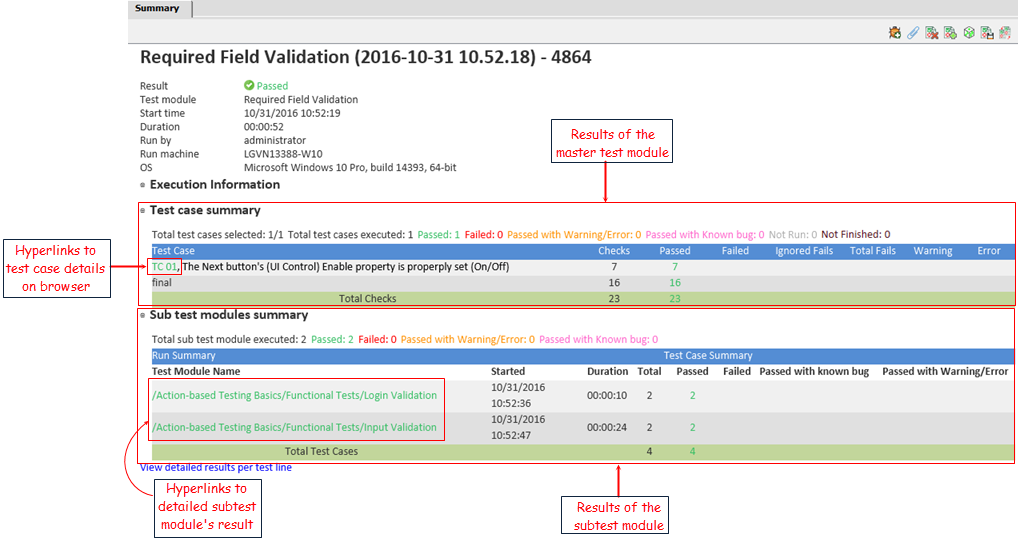 Summary
Required Field Validation (2016-10-31 10.52.18) - 4864
Result Passed
Test module Required Field Validation
Start time 10/31/2016 10:52:19
Duration 00:00:52
Run by administrator
Run machine LGVN13388-W10
OS Microsoft Windows 10 Pro, build 14393, 64-bit
Results of the
master test module
Execution Information
Test case summary
Total test cases selected: 1/1 Total test cases executed: 1 Passed: 1 Failed: 0 Passed with Warning/Error: 0 Passed with Known bug: 0 Not Run: 0 Not Finished: 0
Test Case Checks Passed Failed Ignored Fails Total Fails Warning Error
TC 01, The Next button's (UI Control) Enable property is properply set (On/Off) 7 7
final 16 16
Total Checks 23 23
Hyperlinks to
test case details
on browser
Sub test modules summary
Total sub test module executed: 2 Passed: 2 Failed: 0 Passed with Warning/Error: 0 Passed with Known bug: 0
Run Summary Test Case Summary
Test Module Name Started Duration Total Passed Failed Passed with known bug Passed with Warning/Error
/Action-based Testing Basics/Functional Tests/Login Validation 10/31/2016 10:52:36 00:00:10 2 2
/Action-based Testing Basics/Functional Tests/Input Validation 10/31/2016 10:52:47 00:00:24 2 2
Total Test Cases 4 4
View detailed results per test line
Hyperlinks to
detailed subtest
module's result
Results of the
subtest module